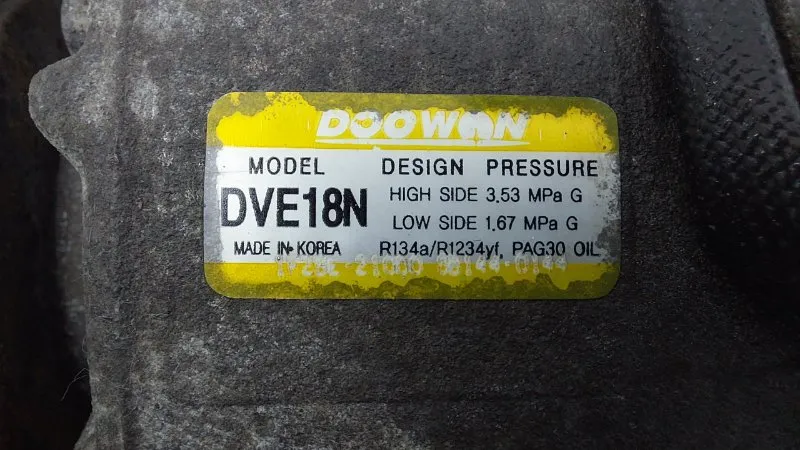 DOOWON
MODEL
DVE18N
MADE IN KOREA
DESIGN PRESSURE
HIGH SIDE 3.53 MPa G
LOW SIDE 1.67 MPa G
R134a/R1234yf, PAG30 OIL